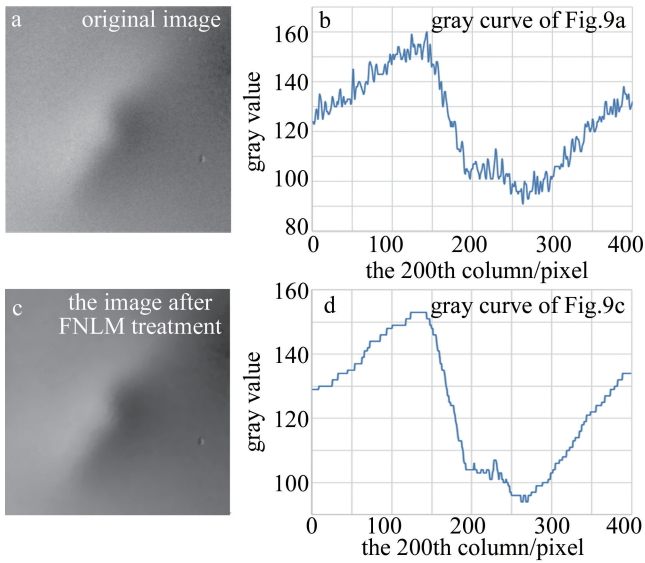 a original image
b gray curve of Fig.9a
160
140
120
100
80
gray value
0 100 200 300 400
the 200th column/pixel
c the image after
FNLM treatment
d gray curve of Fig.9c
160
140
120
100
gray value
0 100 200 300 400
the 200th column/pixel